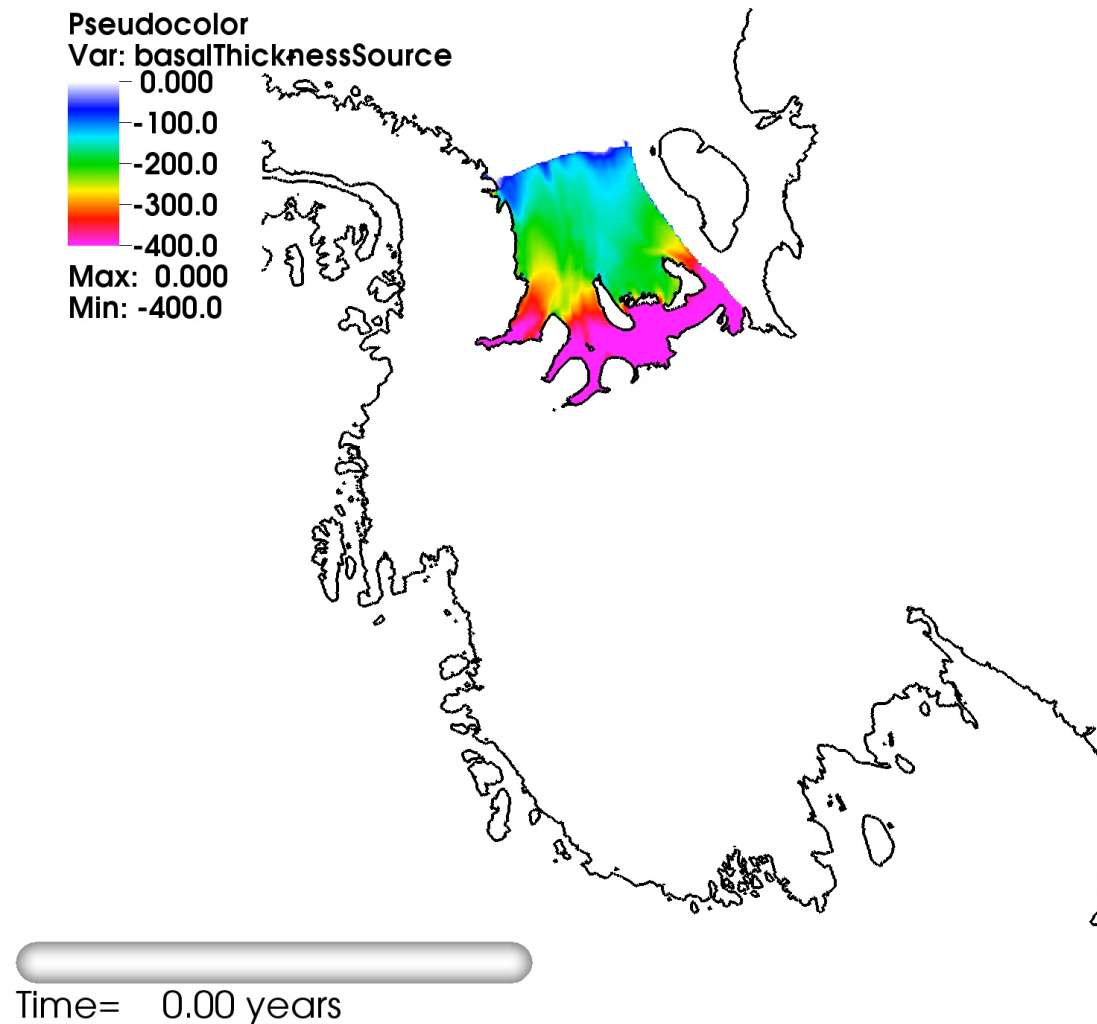 Pseudocolor
Var: basalThicknessSource
0.000
-100.0
-200.0
-300.0
-400.0
Max: 0.000
Min: -400.0
Time= 0.00 years